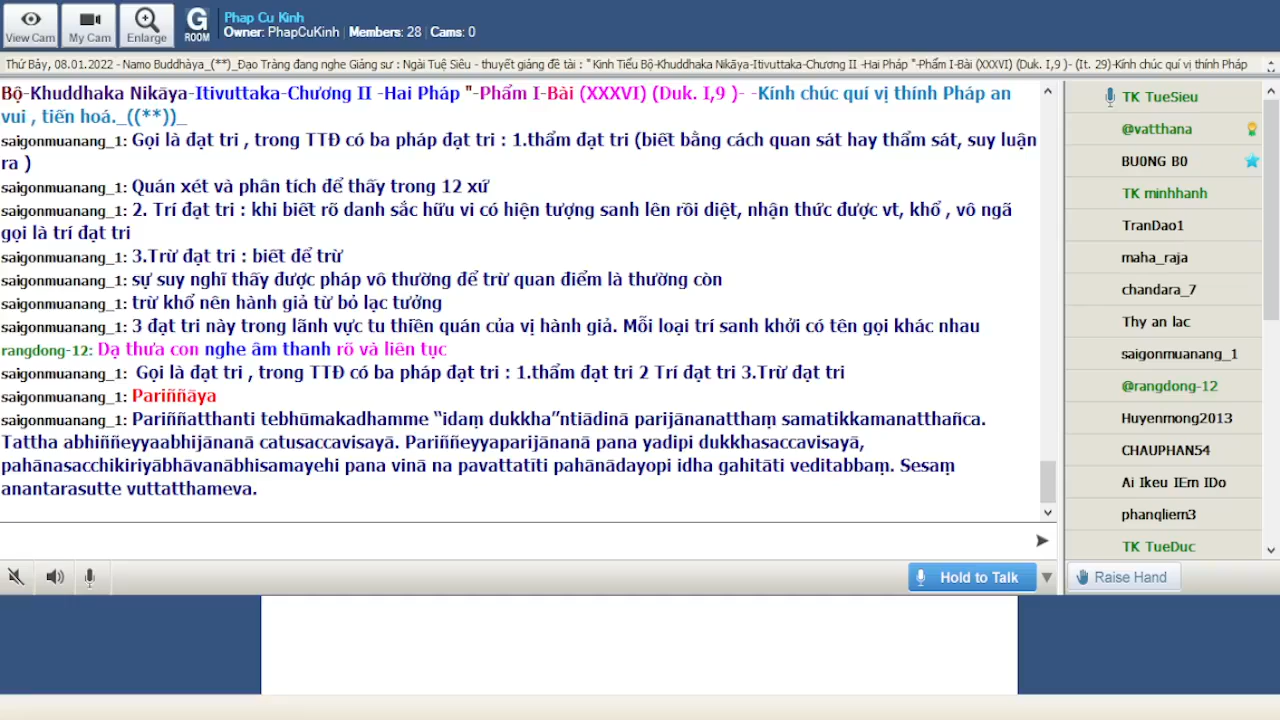 View Cam
My Cam
Enlarge
G
ROOM
Phap Cu Kinh
Owner: PhapCuKinh | Members: 28 | Cams: 0
Thứ Bảy, 08.01.2022 - Namo Buddhàya_(**)_Đạo Tràng đang nghe Giảng sư : Ngài Tuệ Siêu - thuyết giảng đề tài : " Kinh Tiểu Bộ-Khuddhaka Nikāya-Itivuttaka-Chương II -Hai Pháp "-Phẩm I-Bài (XXXVI) (Duk. I,9 )- (It. 29)-Kính chúc quí vị thính Pháp
Bộ-Khuddhaka Nikāya-Itivuttaka-Chương II -Hai Pháp "-Phẩm I-Bài (XXXVI) (Duk. I,9 )- -Kính chúc quí vị thính Pháp an
vui , tiến hoá._((**))_
saigonmuanang_1: Gọi là đạt tri , trong TTĐ có ba pháp đạt tri : 1.thẩm đạt tri (biết bằng cách quan sát hay thẩm sát, suy luận
ra )
saigonmuanang_1: Quán xét và phân tích để thấy trong 12 xứ
saigonmuanang_1: 2. Trí đạt tri : khi biết rõ danh sắc hữu vi có hiện tượng sanh lên rồi diệt, nhận thức được vt, khổ , vô ngã
gọi là trí đạt tri
saigonmuanang_1: 3.Trừ đạt tri : biết để trừ
saigonmuanang_1: sự suy nghĩ thấy được pháp vô thường để trừ quan điểm là thường còn
saigonmuanang_1: trừ khổ nên hành giả từ bỏ lạc tưởng
saigonmuanang_1: 3 đạt tri này trong lãnh vực tu thiền quán của vị hành giả. Mỗi loại trí sanh khởi có tên gọi khác nhau
rangdong-12: Dạ thưa con nghe âm thanh rõ và liên tục
saigonmuanang_1: Gọi là đạt tri , trong TTĐ có ba pháp đạt tri : 1.thẩm đạt tri 2 Trí đạt tri 3.Trừ đạt tri
saigonmuanang_1: Pariññāya
saigonmuanang_1: Pariññatthanti tebhūmakadhamme “idaṃ dukkha”ntiādinā parijānanatthaṃ samatikkamanatthañca.
Tattha abhiññeyyaabhijānanā catusaccavisayā. Pariññeyyaparijānanā pana yadipi dukkhasaccavisayā,
pahānasacchikiriyābhāvanābhisamayehi pana vinā na pavattatīti pahānādayopi idha gahitāti veditabbaṃ. Sesaṃ
anantarasutte vuttatthameva.
TK TueSieu
@vatthana
BU0NG B0
TK minhhanh
TranDao1
maha_raja
chandara_7
Thy an lac
saigonmuanang_1
@rangdong-12
Huyenmong2013
CHAUPHAN54
Ai Ikeu IEm IDo
phanqliem3
TK TueDuc
Hold to Talk
Raise Hand